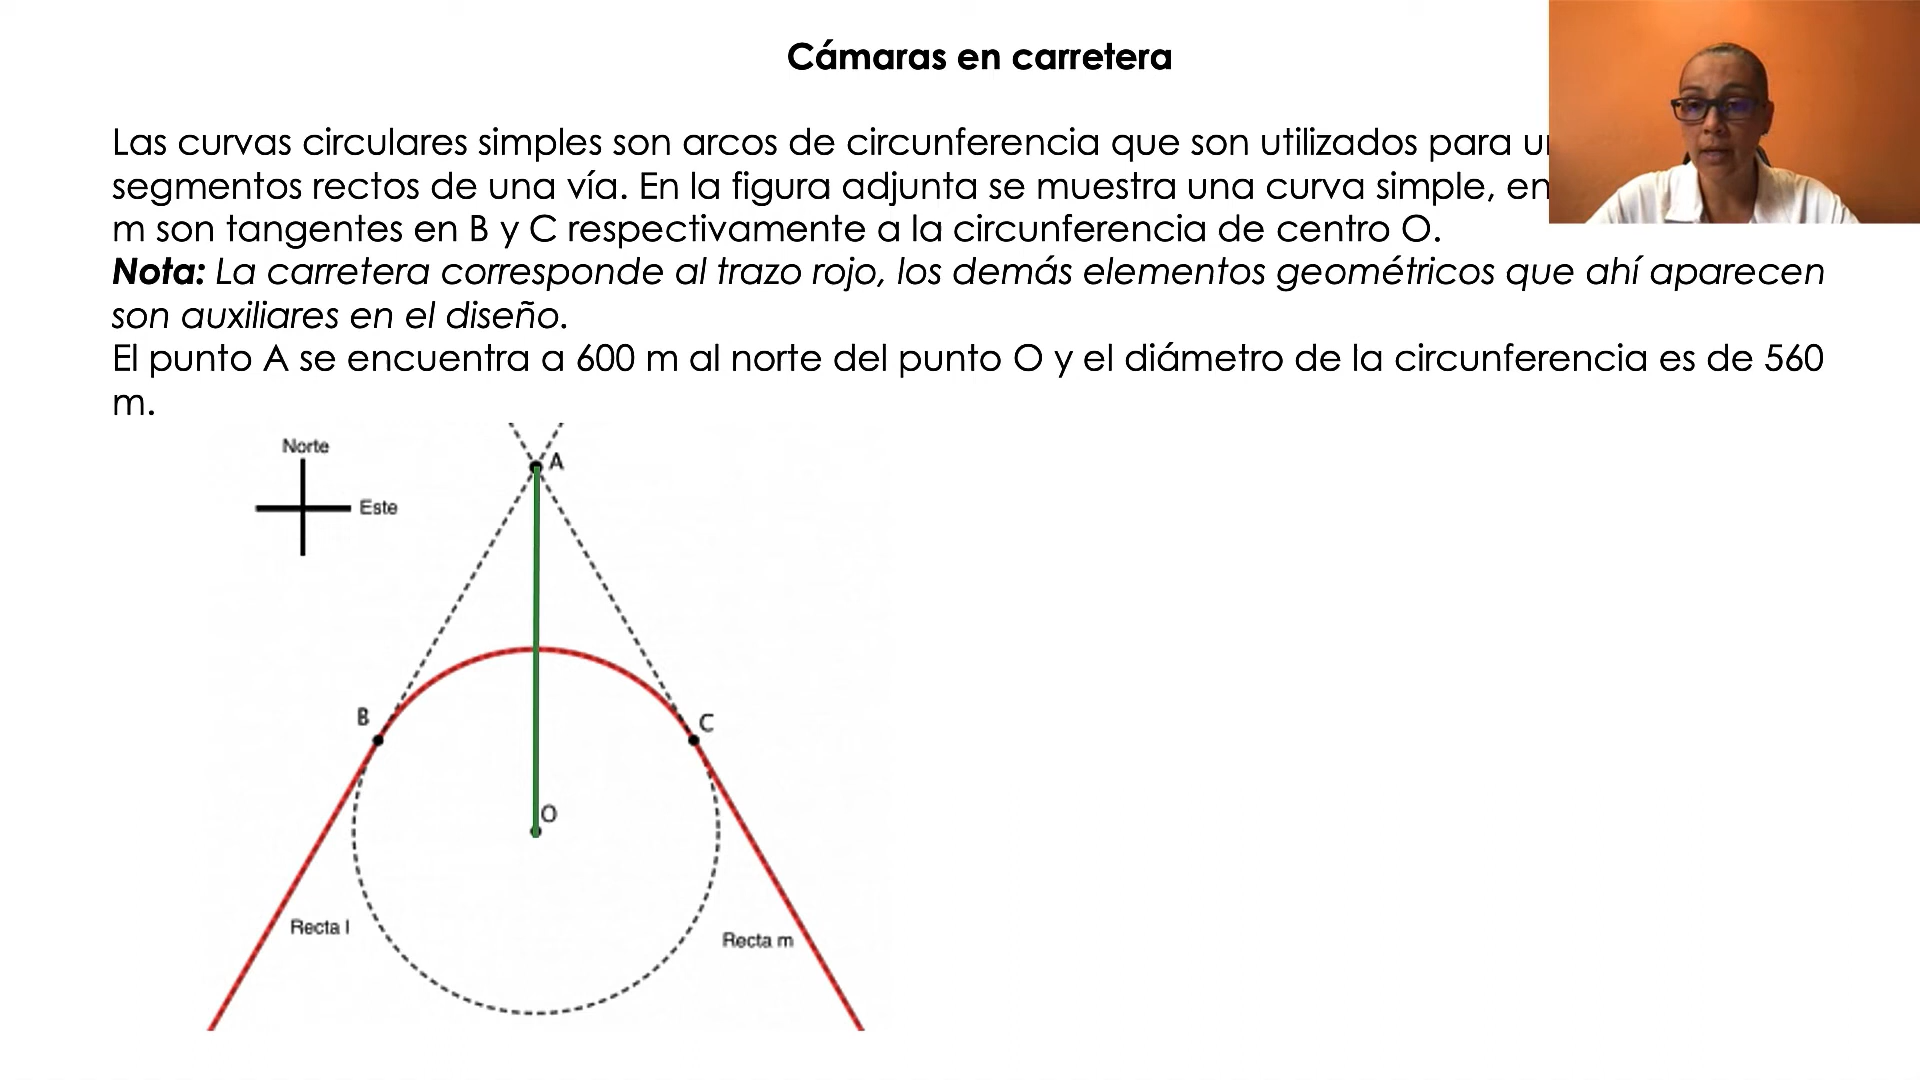 Cámaras en carretera
Las curvas circulares simples son arcos de circunferencia que son utilizados para
segmentos rectos de una vía. En la figura adjunta se muestra una curva simple, en
m son tangentes en B y C respectivamente a la circunferencia de centro O.
Nota: La carretera corresponde al trazo rojo, los demás elementos geométricos que ahí aparecen
son auxiliares en el diseño.
El punto A se encuentra a 600 m al norte del punto O y el diámetro de la circunferencia es de 560
m.
Norte
A
Este
B
C
O
Recta l
Recta m